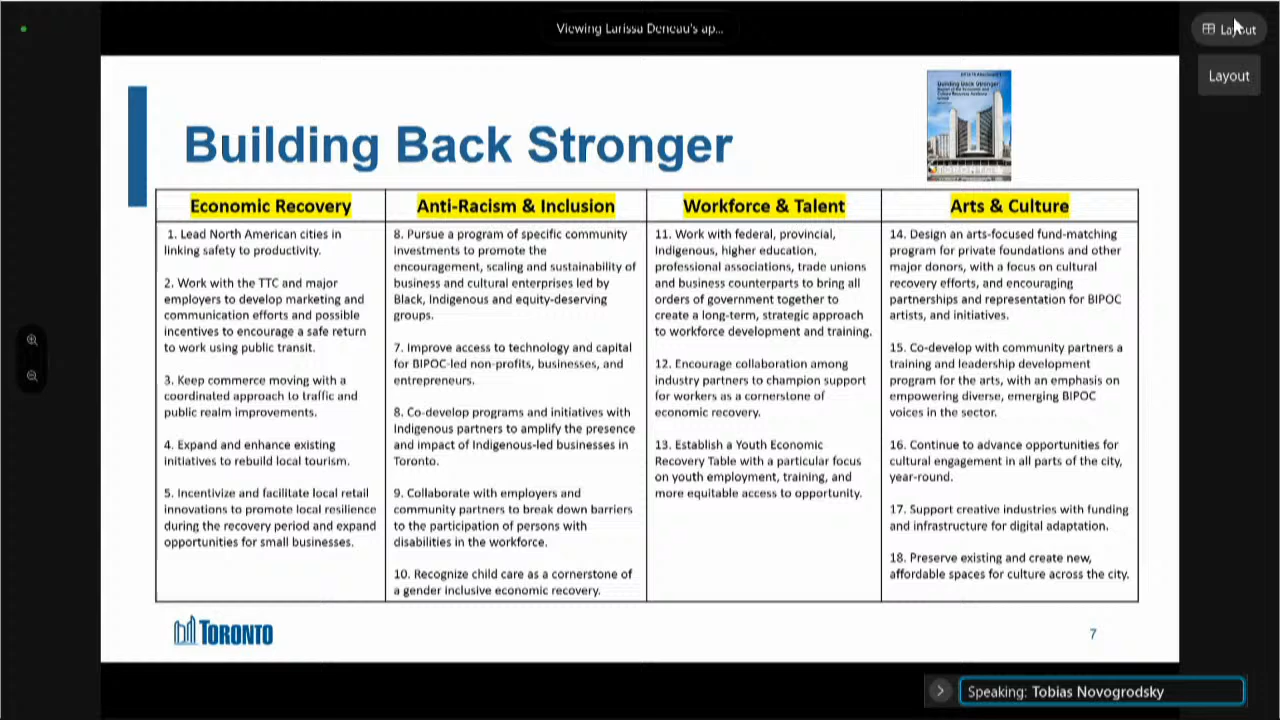 Viewing Larissa Deneau's ap...
Layout
Layout
Building Back Stronger
Building Back Stronger
TORONTO
Economic Recovery
1. Lead North American cities in
linking safety to productivity.
2. Work with the TTC and major
employers to develop marketing and
communication efforts and possible
incentives to encourage a safe return
to work using public transit.
3. Keep commerce moving with a
coordinated approach to traffic and
public realm improvements.
4. Expand and enhance existing
initiatives to rebuild local tourism.
5. Incentivize and facilitate local retail
innovations to promote local resilience
during the recovery period and expand
opportunities for small businesses.
Anti-Racism & Inclusion
8. Pursue a program of specific community
investments to promote the
encouragement, scaling and sustainability of
business and cultural enterprises led by
Black, Indigenous and equity-deserving
groups.
7. Improve access to technology and capital
for BIPOC-led non-profits, businesses, and
entrepreneurs.
8. Co-develop programs and initiatives with
Indigenous partners to amplify the presence
and impact of Indigenous-led businesses in
Toronto.
9. Collaborate with employers and
community partners to break down barriers
to the participation of persons with
disabilities in the workforce.
10. Recognize child care as a cornerstone of
a gender inclusive economic recovery.
Workforce & Talent
11. Work with federal, provincial,
Indigenous, higher education,
professional associations, trade unions
and business counterparts to bring all
orders of government together to
create a long-term, strategic approach
to workforce development and training.
12. Encourage collaboration among
industry partners to champion support
for workers as a cornerstone of
economic recovery.
13. Establish a Youth Economic
Recovery Table with a particular focus
on youth employment, training, and
more equitable access to opportunity.
Arts & Culture
14. Design an arts-focused fund-matching
program for private foundations and other
major donors, with a focus on cultural
recovery efforts, and encouraging
partnerships and representation for BIPOC
artists, and initiatives.
15. Co-develop with community partners a
training and leadership development
program for the arts, with an emphasis on
empowering diverse, emerging BIPOC
voices in the sector.
16. Continue to advance opportunities for
cultural engagement in all parts of the city,
year-round.
17. Support creative industries with funding
and infrastructure for digital adaptation.
18. Preserve existing and create new,
affordable spaces for culture across the city.
TORONTO
7
Speaking: Tobias Novogrodsky